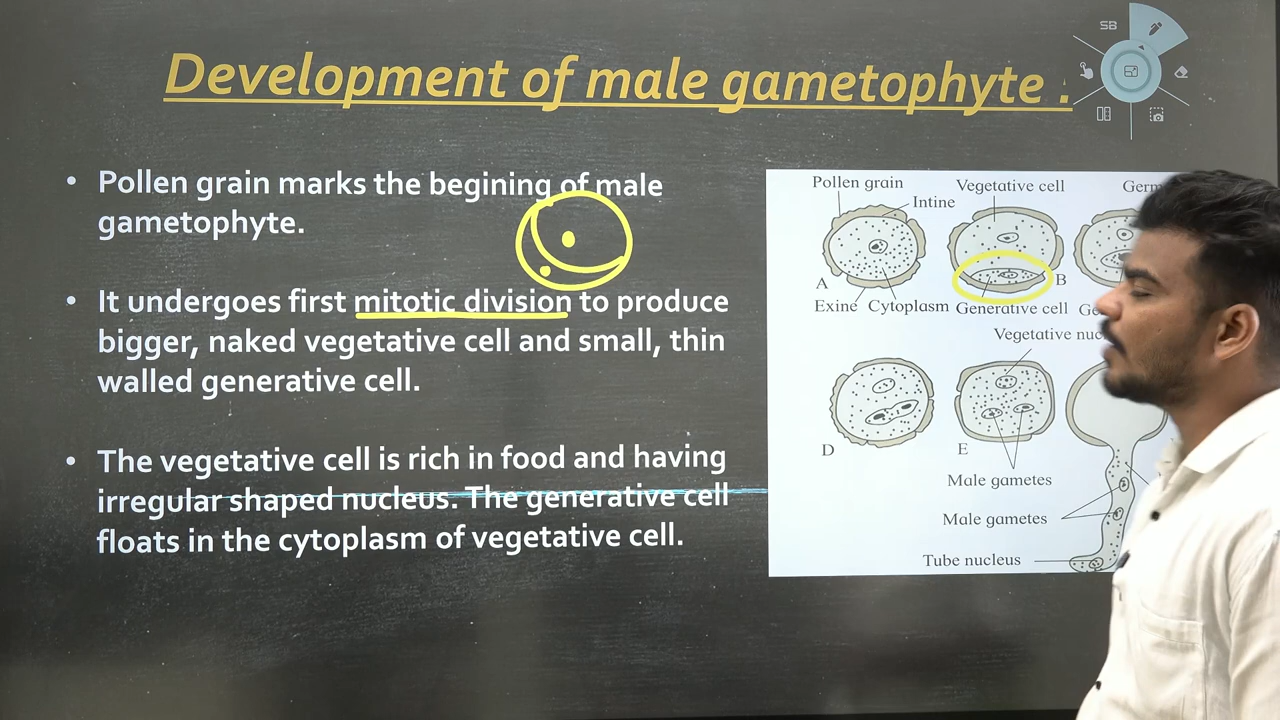 SB
Development of male gametophyte .
• Pollen grain marks the begining of male
gametophyte.
• It undergoes first mitotic division to produce
bigger, naked vegetative cell and small, thin
walled generative cell.
• The vegetative cell is rich in food and having
irregular shaped nucleus. The generative cell
floats in the cytoplasm of vegetative cell.
Pollen grain
Vegetative cell
Intine
A
B
Exine Cytoplasm Generative cell
Vegetative
D
E
Male gametes
Male gametes
Tube nucleus